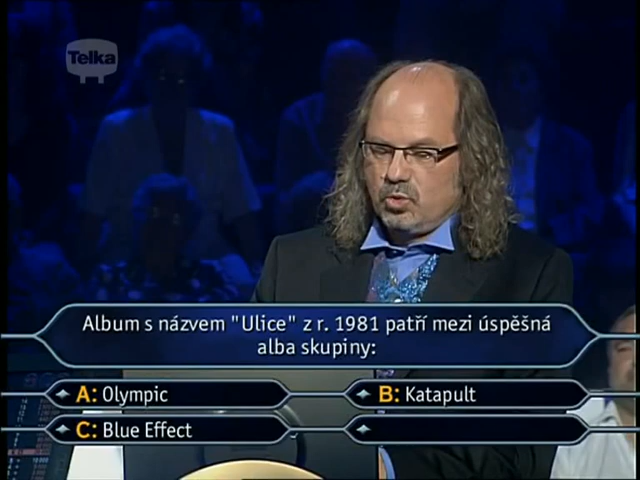 Telka
Album s názvem "Ulice" z r. 1981 patří mezi úspěšná
alba skupiny:
A: Olympic
B: Katapult
C: Blue Effect